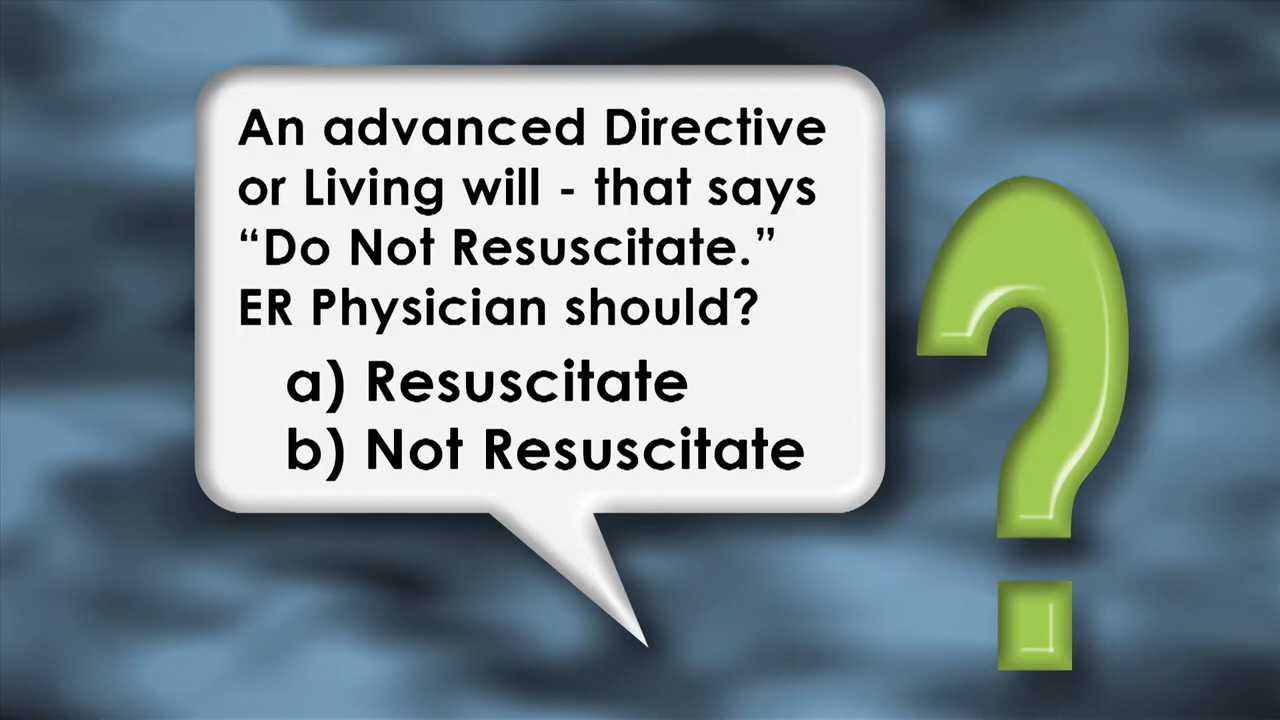 An advanced Directive
or Living will - that says
“Do Not Resuscitate.”
ER Physician should?
a) Resuscitate
b) Not Resuscitate
?